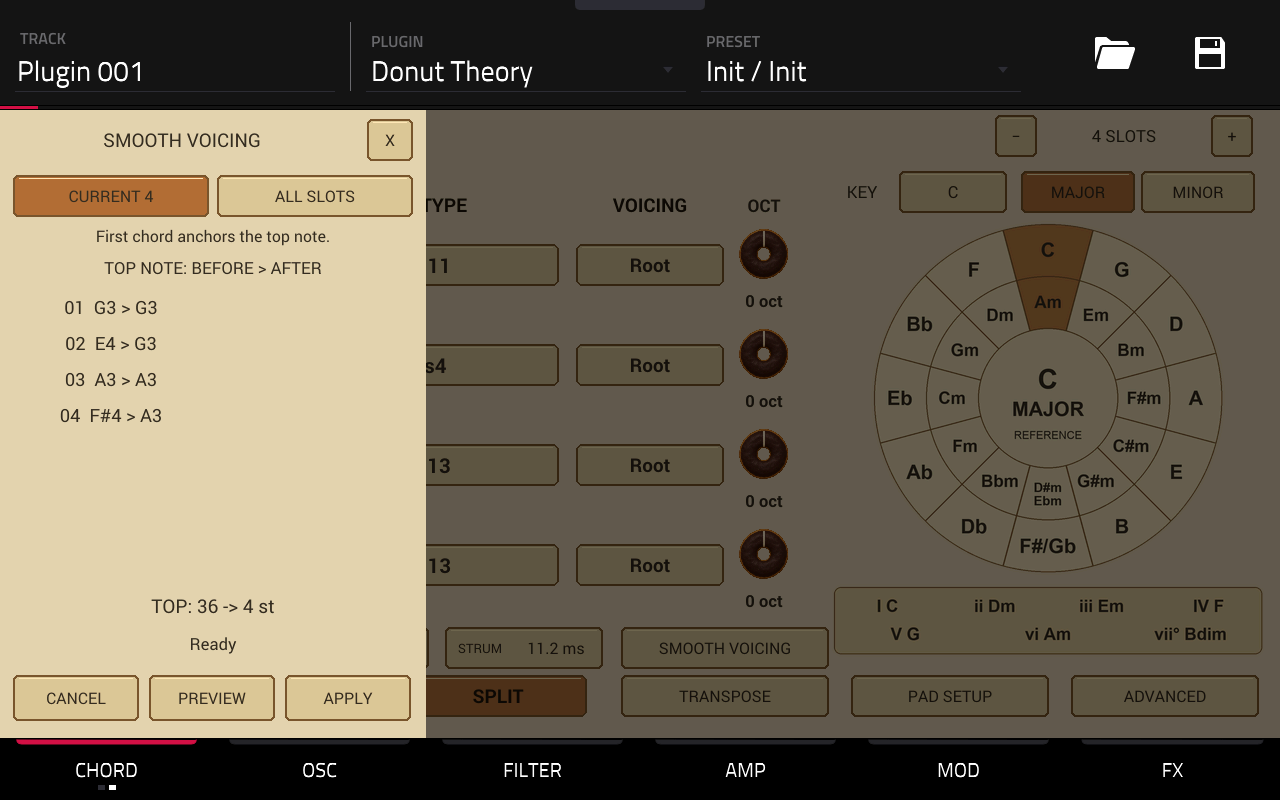 TRACK
Plugin 001
PLUGIN
Donut Theory
PRESET
Init / Init
SMOOTH VOICING
X
CURRENT 4
ALL SLOTS
First chord anchors the top note.
TOP NOTE: BEFORE > AFTER
01 G3 > G3
02 E4 > G3
03 A3 > A3
04 F#4 > A3
TOP: 36 -> 4 st
Ready
CANCEL
PREVIEW
APPLY
TYPE
VOICING
OCT
11
Root
0 oct
s4
Root
0 oct
13
Root
0 oct
13
Root
0 oct
STRUM 11.2 ms
SMOOTH VOICING
SPLIT
TRANSPOSE
PAD SETUP
ADVANCED
−
4 SLOTS
+
KEY
C
MAJOR
MINOR
C
G
D
A
E
B
F#/Gb
Db
Ab
Eb
Bb
F
Am
Em
Bm
F#m
C#m
G#m
D#m
Ebm
Bbm
Fm
Cm
Gm
Dm
C
MAJOR
REFERENCE
I C ii Dm iii Em IV F
V G vi Am vii° Bdim
CHORD
OSC
FILTER
AMP
MOD
FX